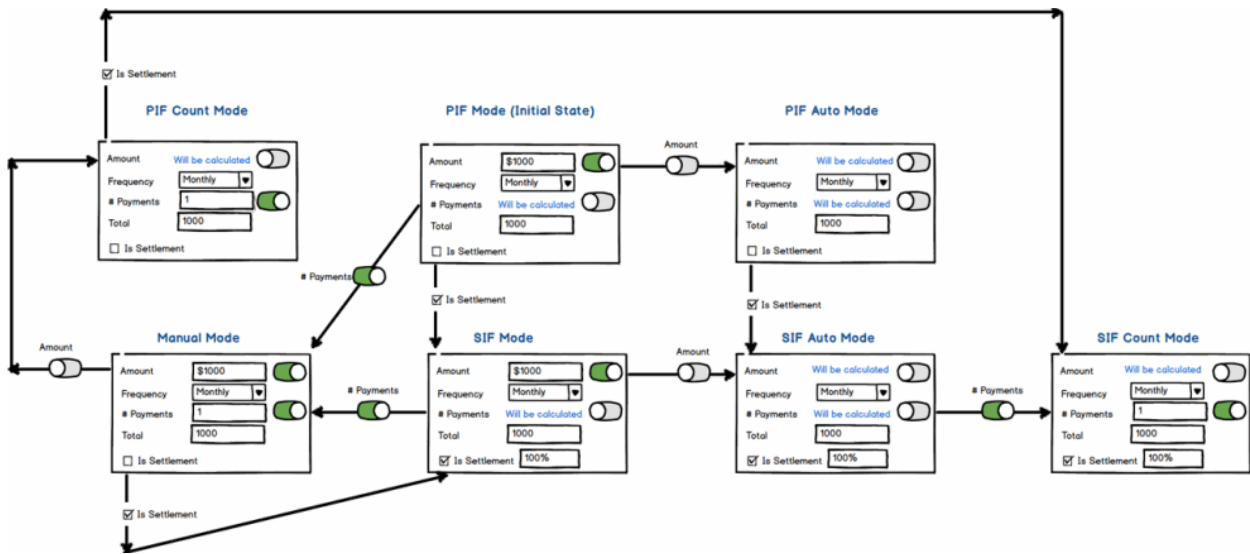 Is Settlement
PIF Count Mode
Amount Will be calculated
Frequency Monthly
# Payments 1
Total 1000
Is Settlement
PIF Mode (Initial State)
Amount $1000
Frequency Monthly
# Payments Will be calculated
Total 1000
Is Settlement
Amount
PIF Auto Mode
Amount Will be calculated
Frequency Monthly
# Payments Will be calculated
Total 1000
Is Settlement
# Payments
Is Settlement
Is Settlement
Amount
Manual Mode
Amount $1000
Frequency Monthly
# Payments 1
Total 1000
Is Settlement
Is Settlement
# Payments
SIF Mode
Amount $1000
Frequency Monthly
# Payments Will be calculated
Total 1000
Is Settlement 100%
Amount
SIF Auto Mode
Amount Will be calculated
Frequency Monthly
# Payments Will be calculated
Total 1000
Is Settlement 100%
# Payments
SIF Count Mode
Amount Will be calculated
Frequency Monthly
# Payments 1
Total 1000
Is Settlement 100%